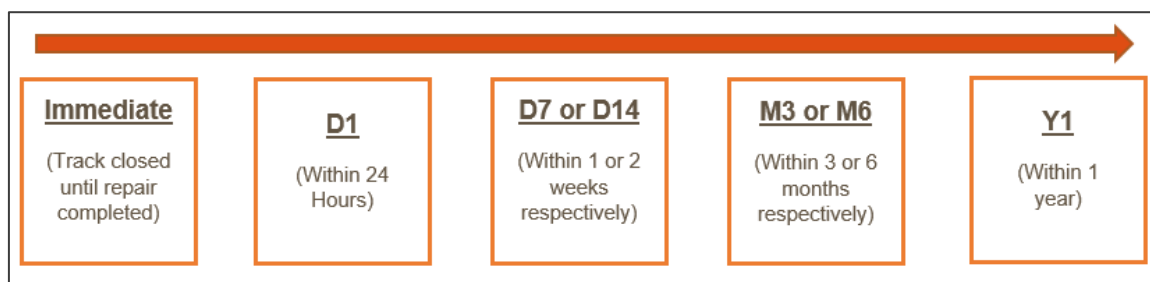 Immediate
(Track closed
until repair
completed)
D1
(Within 24
Hours)
D7 or D14
(Within 1 or 2
weeks
respectively)
M3 or M6
(Within 3 or 6
months
respectively)
Y1
(Within 1
year)